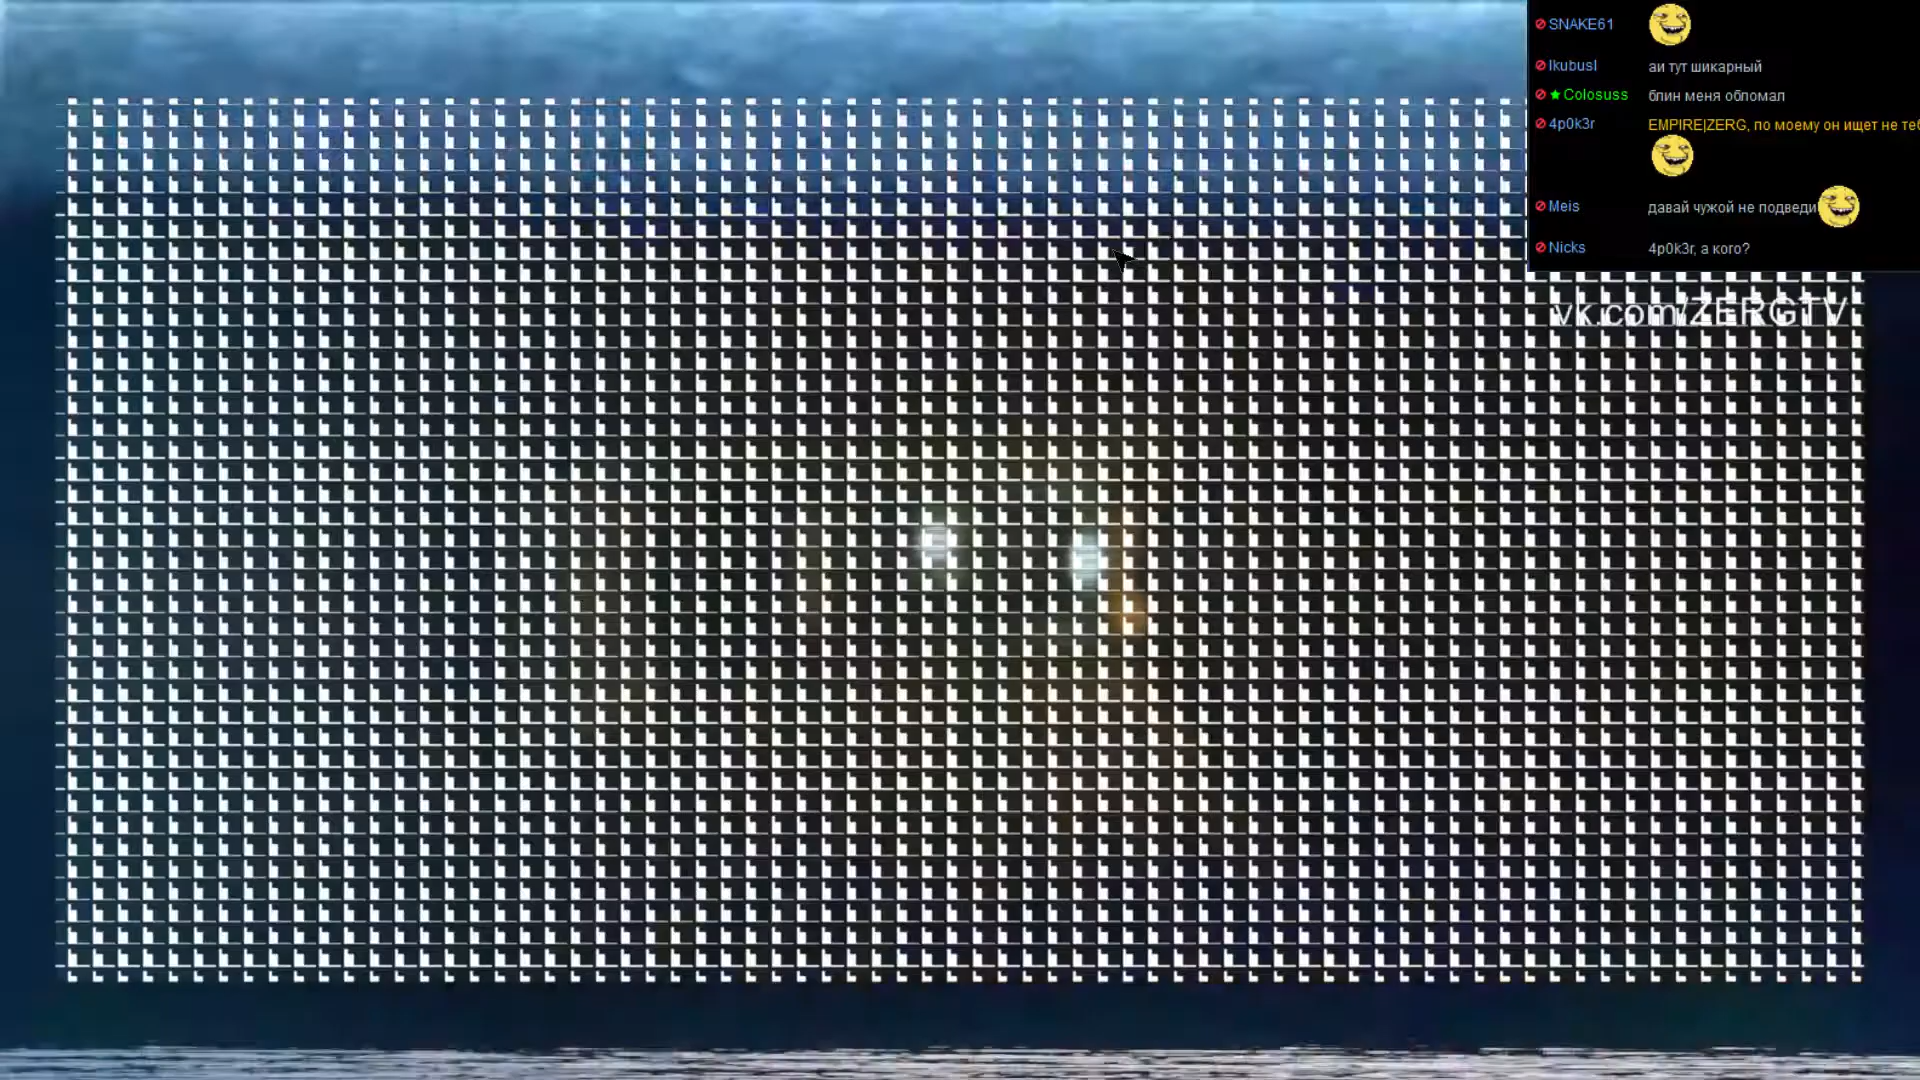 SNAKE61
Ikubusl аи тут шикарный
Colosuss блин меня обломал
4p0k3r EMPIRE|ZERG, по моему он ищет не
Meis давай чужой не подведи
Nicks 4p0k3r, а кого?
vk.com/ZERGTV